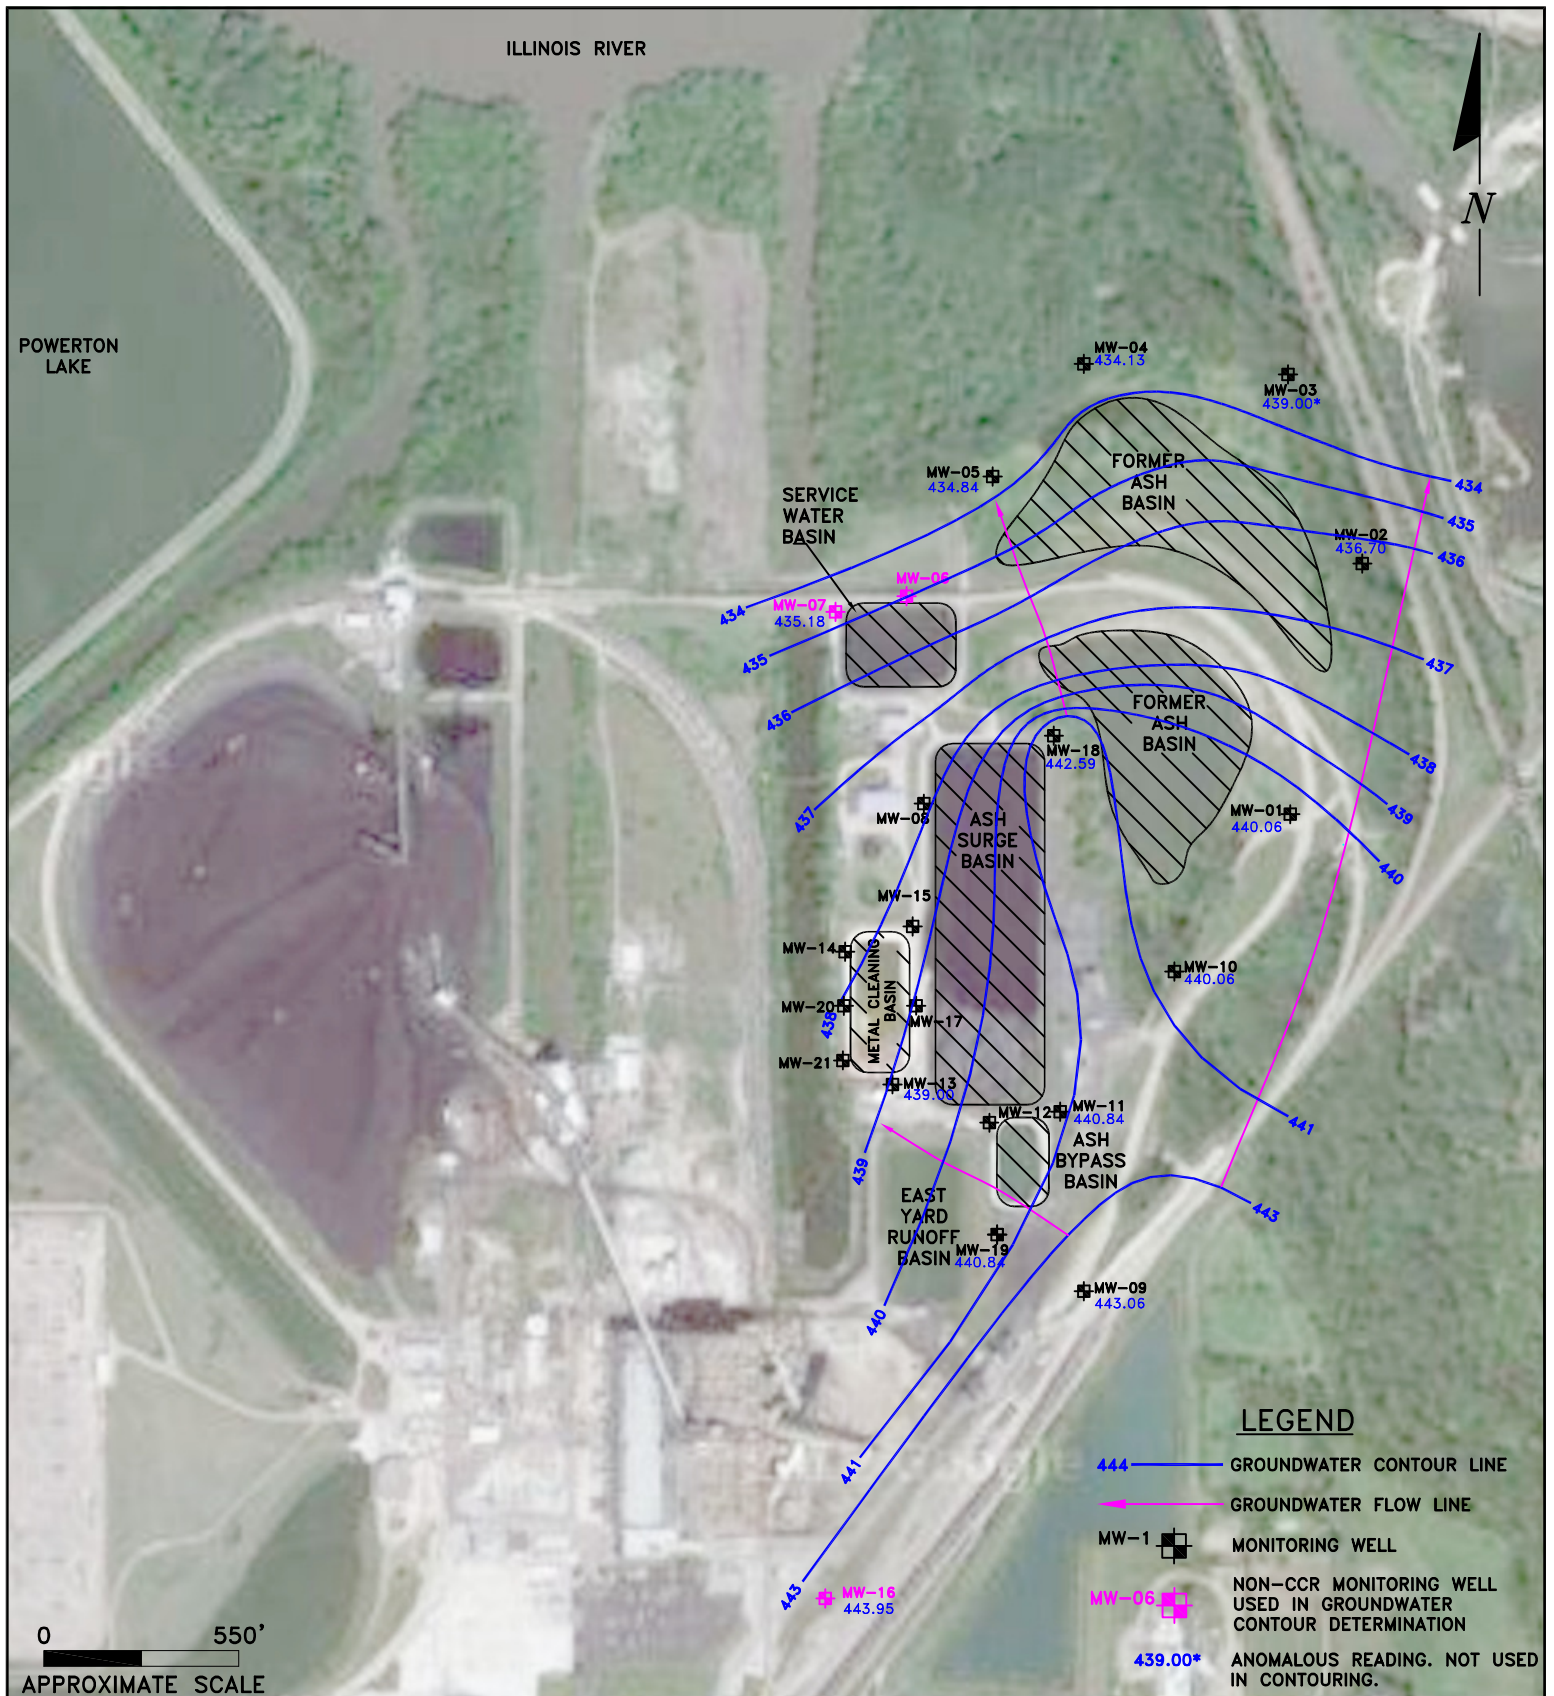 ILLINOIS RIVER
N
POWERTON
LAKE
MW-04
434.13
MW-03
439.00*
MW-05
434.84
FORMER
ASH
BASIN
434
435
436
SERVICE
WATER
BASIN
MW-02
436.70
MW-06
MW-07
435.18
434
435
436
437
437
FORMER
ASH
BASIN
MW-18
442.59
438
439
440
MW-01
440.06
MW-08
ASH
SURGE
BASIN
MW-15
MW-14
METAL CLEANING
BASIN
MW-10
440.06
MW-20
MW-17
438
MW-21
MW-13
439.00
MW-12
MW-11
440.84
ASH
BYPASS
BASIN
441
439
443
EAST
YARD
RUNOFF
BASIN
MW-19
440.84
MW-09
443.06
440
441
443
MW-16
443.95
LEGEND
444
GROUNDWATER CONTOUR LINE
GROUNDWATER FLOW LINE
MW-1
MONITORING WELL
MW-06
NON-CCR MONITORING WELL
USED IN GROUNDWATER
CONTOUR DETERMINATION
439.00*
ANOMALOUS READING. NOT USED
IN CONTOURING.
0 550'
APPROXIMATE SCALE